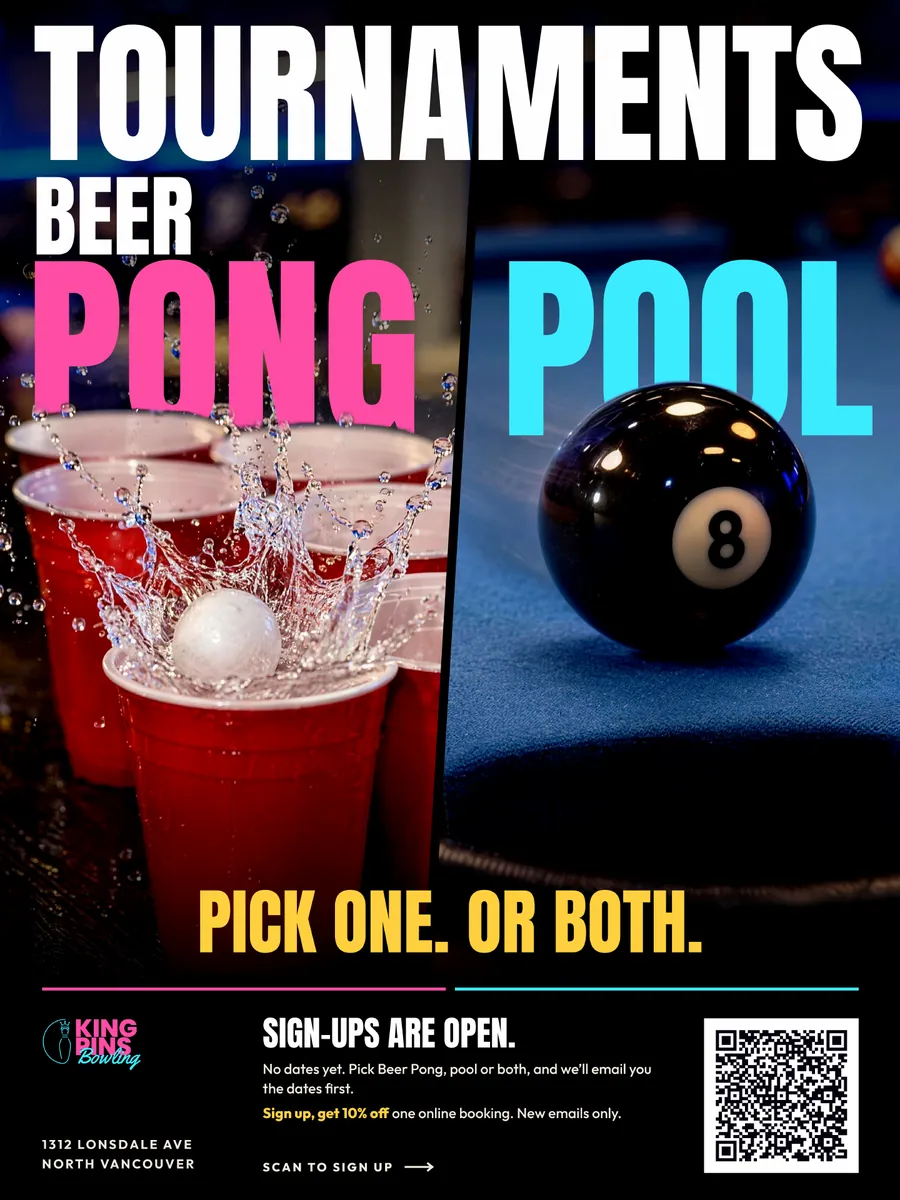 TOURNAMENTS
BEER
PONG
POOL
8
PICK ONE. OR BOTH.
KING
PINS
Bowling
1312 LONSDALE AVE
NORTH VANCOUVER
SIGN-UPS ARE OPEN.
No dates yet. Pick Beer Pong, pool or both, and we’ll email you
the dates first.
Sign up, get 10% off one online booking. New emails only.
SCAN TO SIGN UP